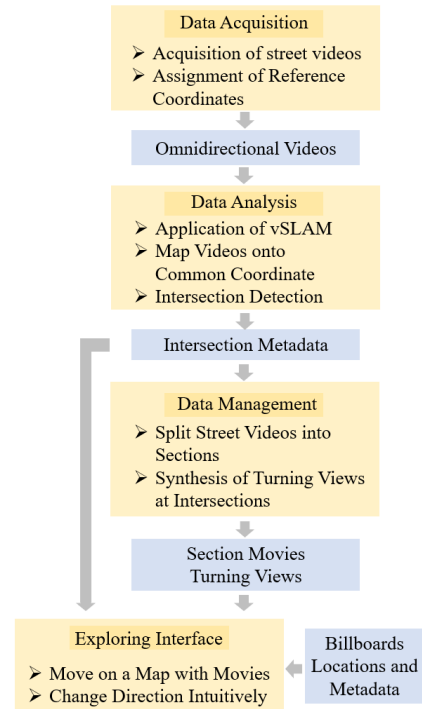 Data Acquisition
➢ Acquisition of street videos
➢ Assignment of Reference
Coordinates
Omnidirectional Videos
Data Analysis
➢ Application of vSLAM
➢ Map Videos onto
Common Coordinate
➢ Intersection Detection
Intersection Metadata
Data Management
➢ Split Street Videos into
Sections
➢ Synthesis of Turning Views
at Intersections
Section Movies
Turning Views
Exploring Interface
➢ Move on a Map with Movies
➢ Change Direction Intuitively
Billboards
Locations and
Metadata